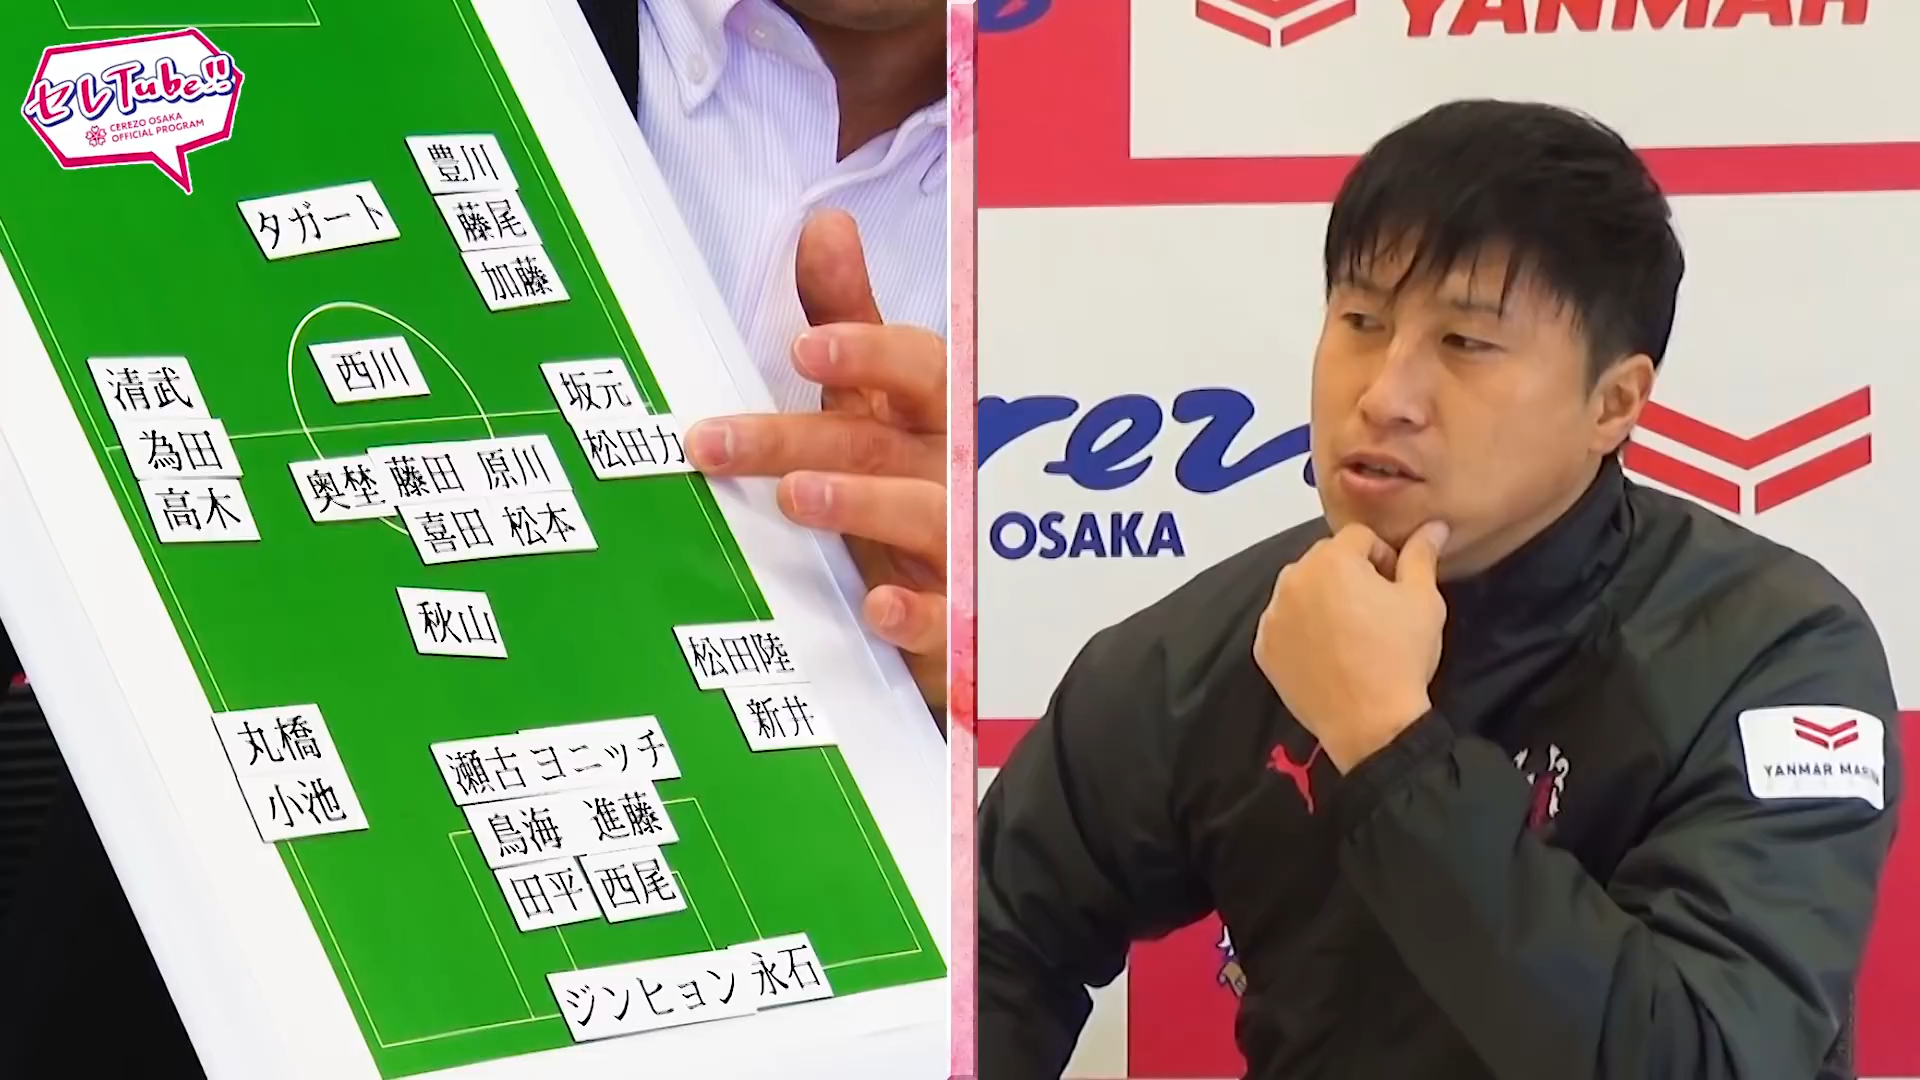 セレTube!!
CEREZO OSAKA
OFFICIAL PROGRAM
豊川
タガート
藤尾
加藤
清武
西川
坂元
為田
松田力
高木
奥埜
藤田 原川
喜田 松本
秋山
松田陸
新井
丸橋
小池
瀬古 ヨニッチ
鳥海 進藤
田平
西尾
ジンヒョン
永石
YANMAR
rez
OSAKA
YANMAR MAR